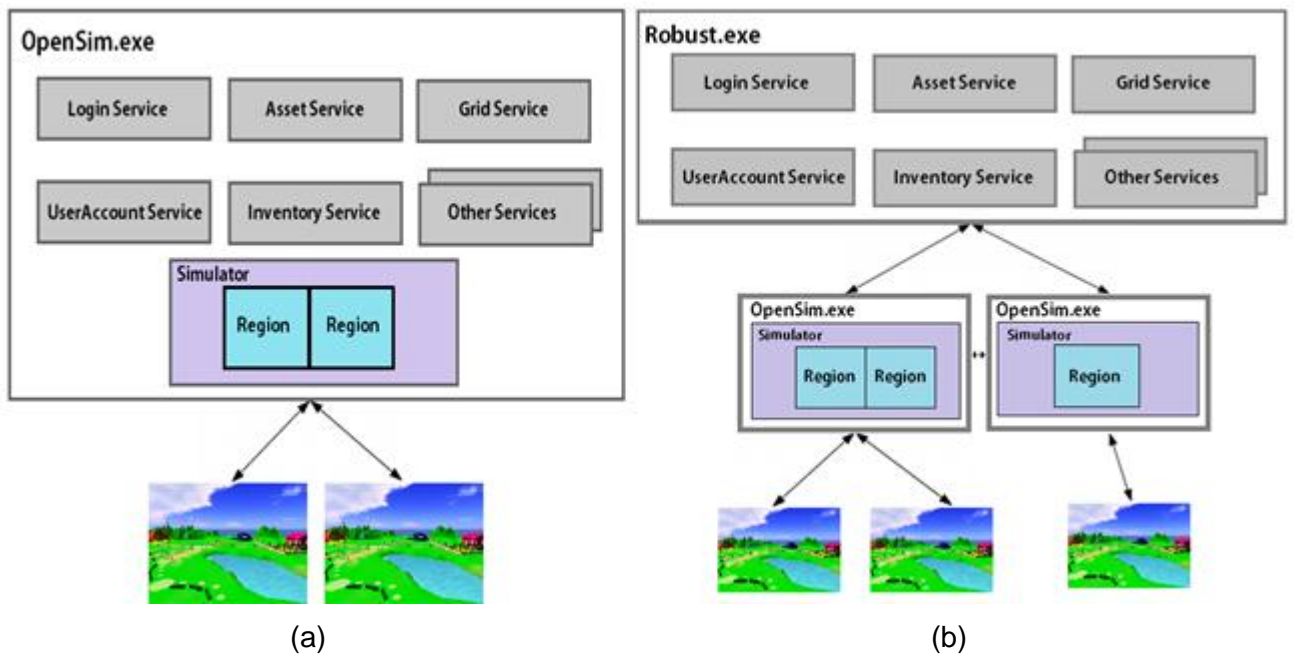 OpenSim.exe
Login Service
Asset Service
Grid Service
UserAccount Service
Inventory Service
Other Services
Simulator
Region
Region
(a)
Robust.exe
Login Service
Asset Service
Grid Service
UserAccount Service
Inventory Service
Other Services
OpenSim.exe
Simulator
Region
Region
OpenSim.exe
Simulator
Region
(b)